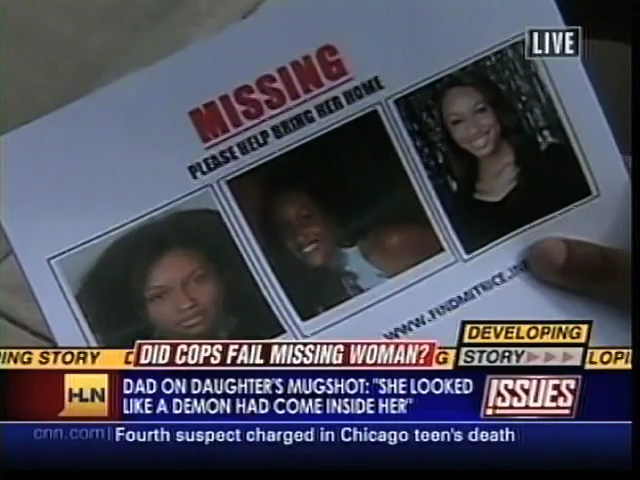 LIVE
MISSING
PLEASE HELP BRING HER HOME
DEVELOPING
ING STORY
DID COPS FAIL MISSING WOMAN?
G STORY
LOPI
HLN
DAD ON DAUGHTER'S MUGSHOT: "SHE LOOKED
LIKE A DEMON HAD COME INSIDE HER"
ISSUES
cnn.com
Fourth suspect charged in Chicago teen's death